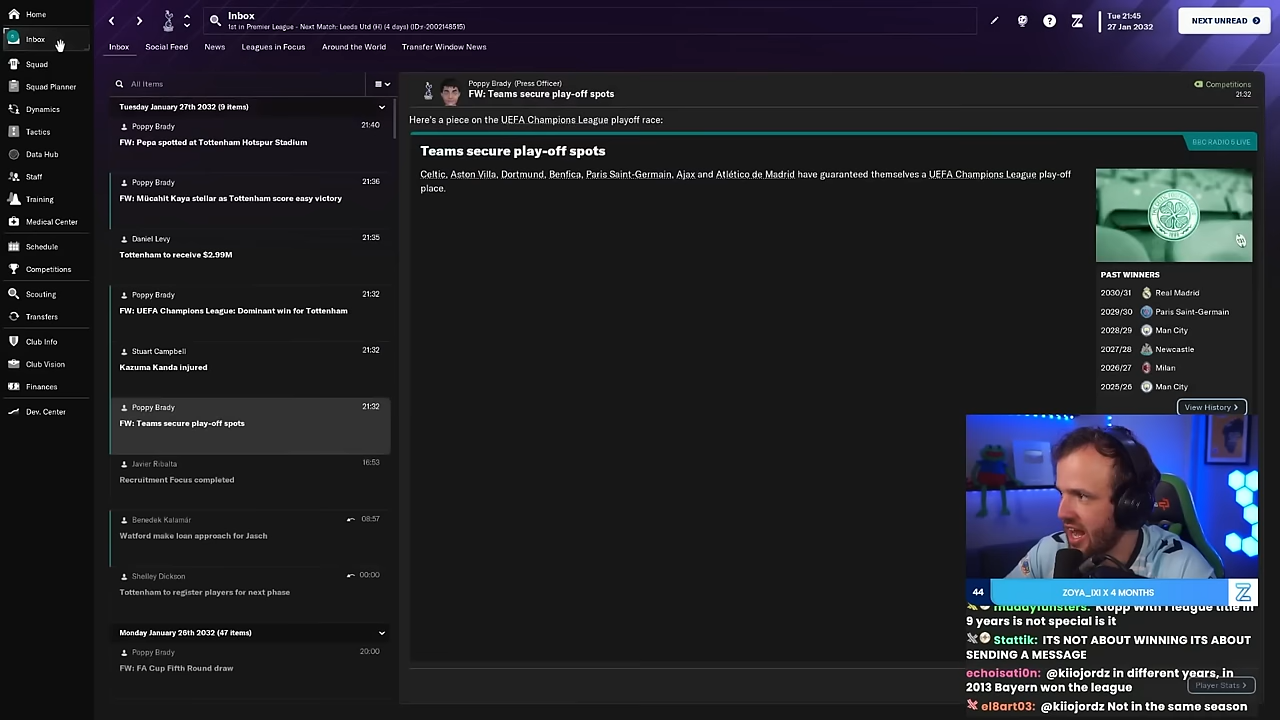 Home
Inbox
Squad
Squad Planner
Dynamics
Tactics
Data Hub
Staff
Training
Medical Center
Schedule
Competitions
Scouting
Transfers
Club Info
Club Vision
Finances
Dev. Center
Inbox
1st in Premier League - Next Match: Leeds Utd (H) (4 days) (ID:-2002148515)
Tue 21:45
27 Jan 2032
NEXT UNREAD
Inbox
Social Feed
News
Leagues in Focus
Around the World
Transfer Window News
All Items
Tuesday January 27th 2032 (9 items)
Poppy Brady 21:40
FW: Pepa spotted at Tottenham Hotspur Stadium
Poppy Brady 21:36
FW: Mücahit Kaya stellar as Tottenham score easy victory
Daniel Levy 21:35
Tottenham to receive $2.99M
Poppy Brady 21:32
FW: UEFA Champions League: Dominant win for Tottenham
Stuart Campbell 21:32
Kazuma Kanda injured
Poppy Brady 21:32
FW: Teams secure play-off spots
Javier Ribalta 16:53
Recruitment Focus completed
Benedek Kalamár 08:57
Watford make loan approach for Jasch
Shelley Dickson 00:00
Tottenham to register players for next phase
Monday January 26th 2032 (47 items)
Poppy Brady 20:00
FW: FA Cup Fifth Round draw
Poppy Brady (Press Officer)
FW: Teams secure play-off spots
Competitions
21:32
Here's a piece on the UEFA Champions League playoff race:
BBC RADIO 5 LIVE
Teams secure play-off spots
Celtic, Aston Villa, Dortmund, Benfica, Paris Saint-Germain, Ajax and Atlético de Madrid have guaranteed themselves a UEFA Champions League play-off
place.
PAST WINNERS
2030/31 Real Madrid
2029/30 Paris Saint-Germain
2028/29 Man City
2027/28 Newcastle
2026/27 Milan
2025/26 Man City
View History
44 ZOYA_IXI X 4 MONTHS
muddyfunsters: Klopp with 1 league title in
9 years is not special is it
Stattik: ITS NOT ABOUT WINNING ITS ABOUT
SENDING A MESSAGE
echoisati0n: @kiiojordz in different years, in
2013 Bayern won the league
Player Stats
el8art03: @kiiojordz Not in the same season